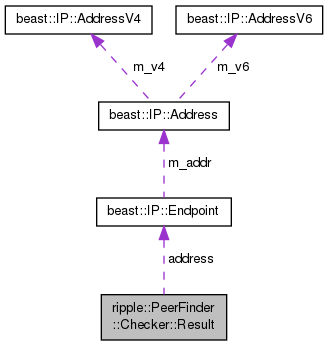 beast::IP::AddressV4
beast::IP::AddressV6
m_v4
m_v6
beast::IP::Address
m_addr
beast::IP::Endpoint
address
ripple::PeerFinder
::Checker::Result